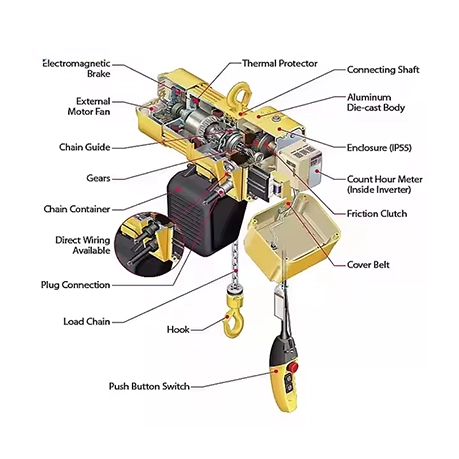 Electromagnetic
Brake
Thermal Protector
Connecting Shaft
External
Motor Fan
Aluminum
Die-cast Body
Chain Guide
Enclosure (IP55)
Gears
Count Hour Meter
(Inside Inverter)
Chain Container
Friction Clutch
Direct Wiring
Available
Cover Belt
Plug Connection
Load Chain
Hook
Push Button Switch